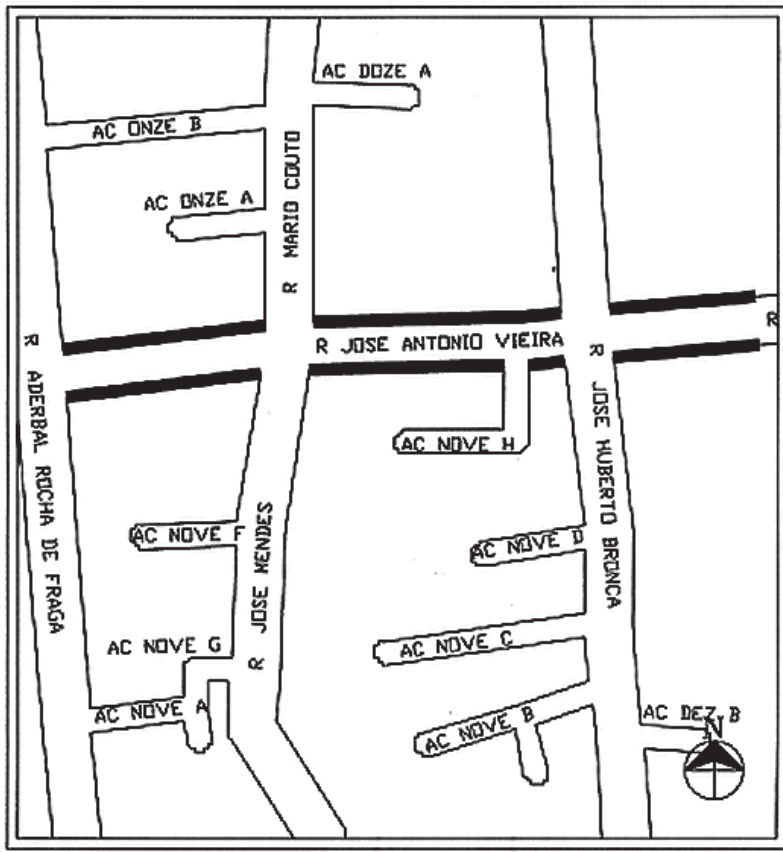 AC DOZE A
AC ONZE B
AC ONZE A
R MARIO COUTO
R
R JOSE ANTONIO VIEIRA
R ADERBAL ROCHA DE FRAGA
R JOSE HUBERTO BRONCA
AC NOVE H
AC NOVE F
AC NOVE D
R JOSE MENDES
AC NOVE G
AC NOVE C
AC NOVE A
AC NOVE B
AC DEZ B
N